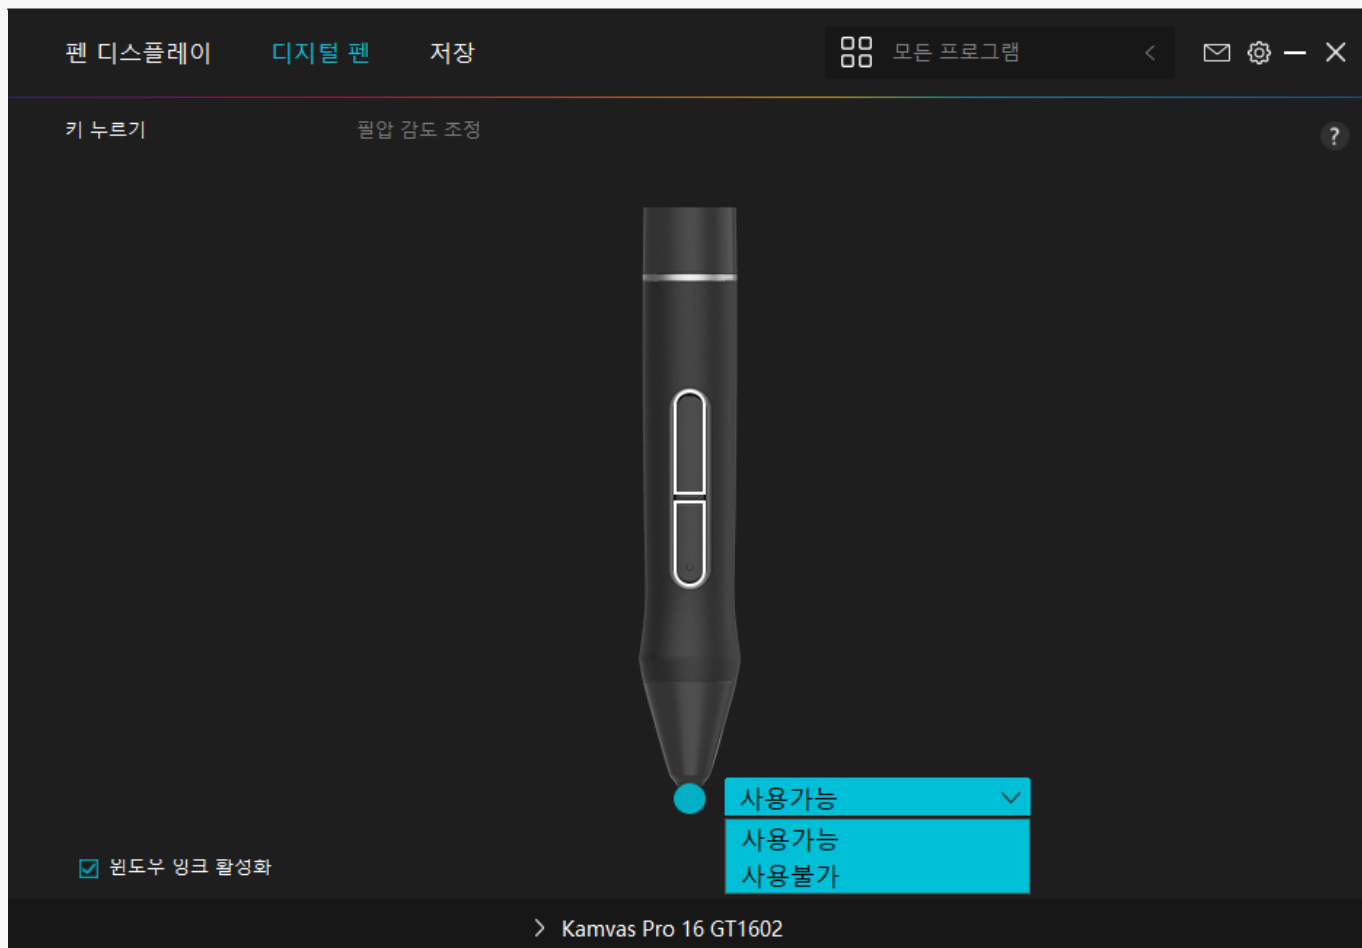 펜 디스플레이 디지털 펜 저장 모든 프로그램
키 누르기 필압 감도 조정
?
사용가능
사용가능
사용불가
윈도우 잉크 활성화
Kamvas Pro 16 GT1602